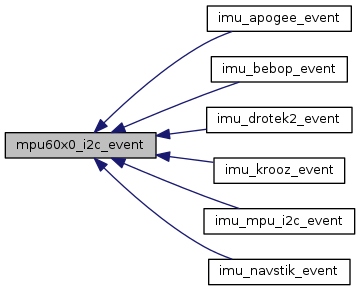 imu_apogee_event
imu_bebop_event
imu_drotek2_event
mpu60x0_i2c_event
imu_krooz_event
imu_mpu_i2c_event
imu_navstik_event